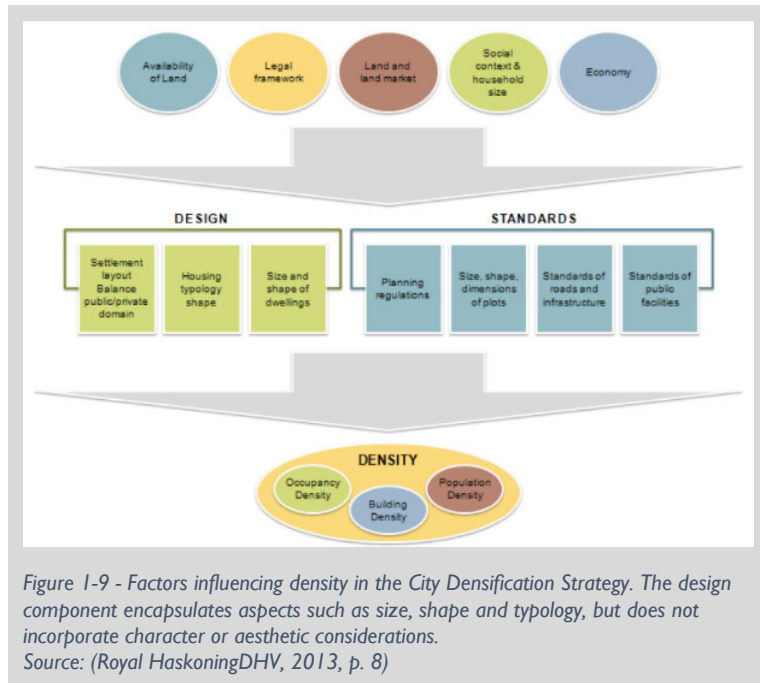 Availability
of Land
Legal
framework
Land and
land market
Social
context &
household
size
Economy
DESIGN
STANDARDS
Settlement
layout
Balance
public/private
domain
Housing
typology
shape
Size and
shape of
dwellings
Planning
regulations
Size, shape,
dimensions
of plots
Standards of
roads and
infrastructure
Standards of
public
facilities
DENSITY
Occupancy
Density
Building
Density
Population
Density
Figure 1-9 - Factors influencing density in the City Densification Strategy. The design
component encapsulates aspects such as size, shape and typology, but does not
incorporate character or aesthetic considerations.
Source: (Royal HaskoningDHV, 2013, p. 8)